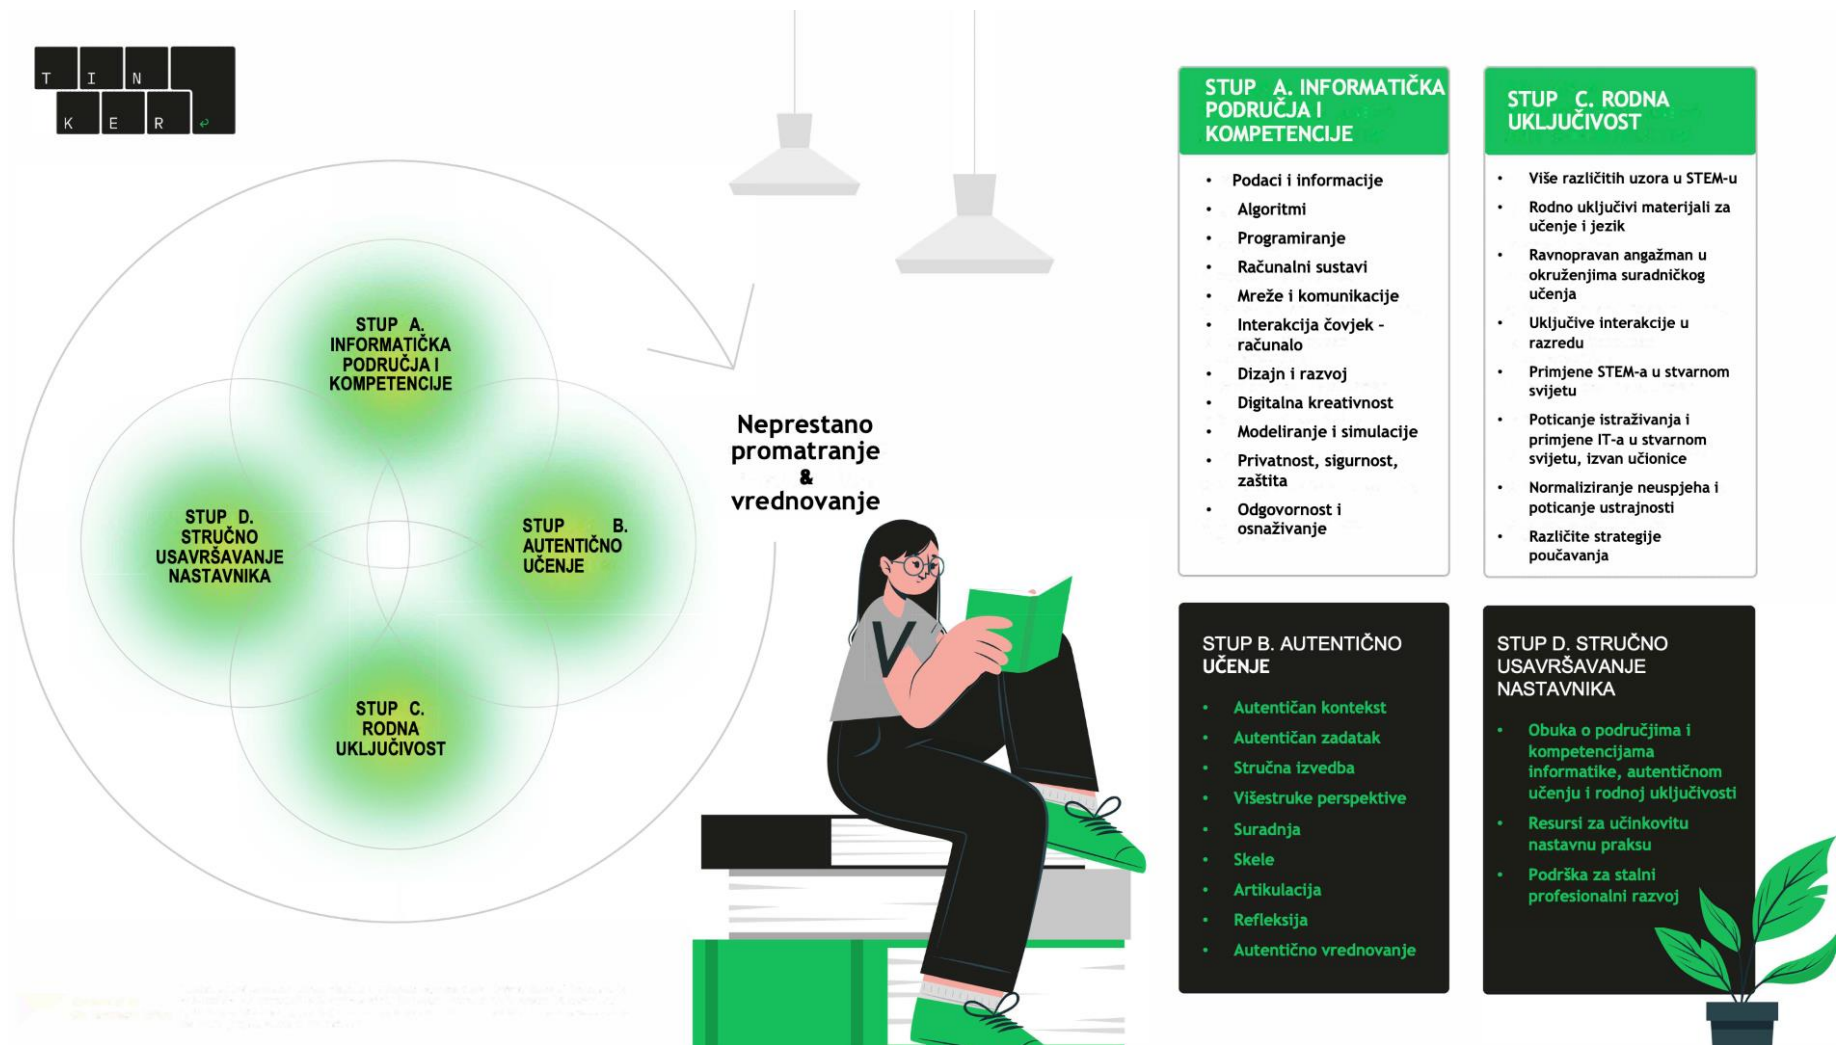 T I N
K E R
STUP A.
INFORMATIČKA
PODRUČJA I
KOMPETENCIJE
STUP D.
STRUČNO
USAVRŠAVANJE
NASTAVNIKA
STUP B.
AUTENTIČNO
UČENJE
STUP C.
RODNA
UKLJUČIVOST
Neprestano
promatranje
&
vrednovanje
V
STUP A. INFORMATIČKA
PODRUČJA I
KOMPETENCIJE
• Podaci i informacije
• Algoritmi
• Programiranje
• Računalni sustavi
• Mreže i komunikacije
• Interakcija čovjek –
računalo
• Dizajn i razvoj
• Digitalna kreativnost
• Modeliranje i simulacije
• Privatnost, sigurnost,
zaštita
• Odgovornost i
osnaživanje
STUP C. RODNA
UKLJUČIVOST
• Više različitih uzora u STEM-u
• Rodno uključivi materijali za
učenje i jezik
• Ravnopravan angažman u
okruženjima suradničkog
učenja
• Uključive interakcije u
razredu
• Primjene STEM-a u stvarnom
svijetu
• Poticanje istraživanja i
primjene IT-a u stvarnom
svijetu, izvan učionice
• Normaliziranje neuspjeha i
poticanje ustrajnosti
• Različite strategije
poučavanja
STUP B. AUTENTIČNO
UČENJE
• Autentičan kontekst
• Autentičan zadatak
• Stručna izvedba
• Višestruke perspektive
• Suradnja
• Skele
• Artikulacija
• Refleksija
• Autentično vrednovanje
STUP D. STRUČNO
USAVRŠAVANJE
NASTAVNIKA
• Obuka o područjima i
kompetencijama
informatike, autentičnom
učenju i rodnoj uključivosti
• Resursi za učinkovitu
nastavnu praksu
• Podrška za stalni
profesionalni razvoj